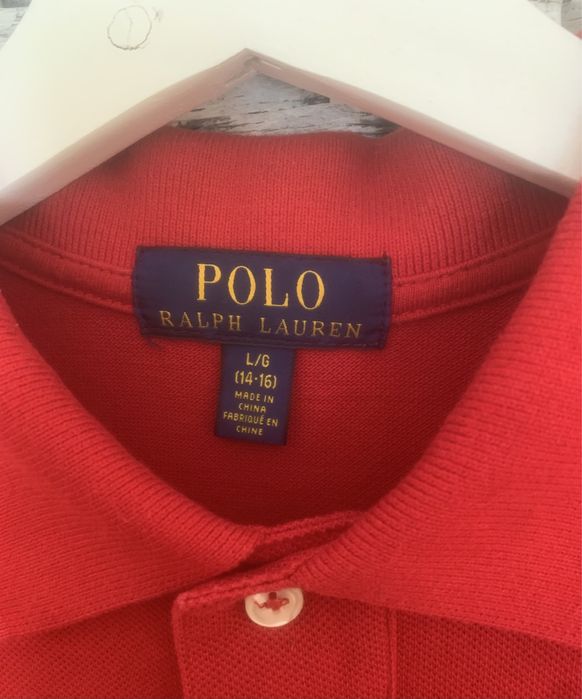 POLO
RALPH LAUREN
L/G
(14·16)
MADE IN
CHINA
FABRIQUÉ EN
CHINE